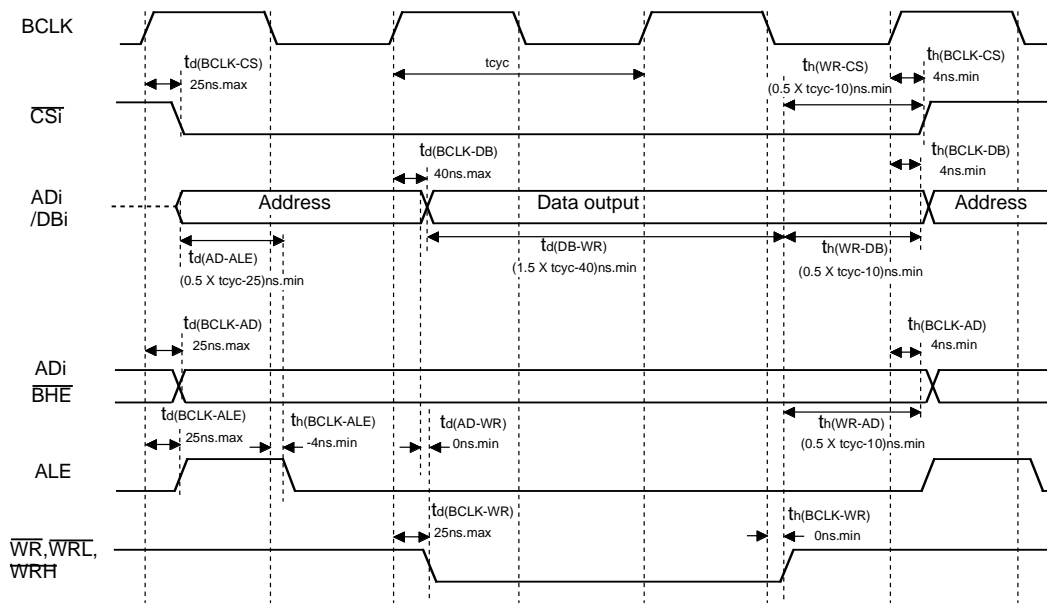 BCLK
td(BCLK-CS)
25ns.max
tcyc
th(WR-CS)
(0.5 X tcyc-10)ns.min
th(BCLK-CS)
4ns.min
CSi
td(BCLK-DB)
40ns.max
th(BCLK-DB)
4ns.min
ADi
/DBi
Address
Data output
Address
td(AD-ALE)
(0.5 X tcyc-25)ns.min
td(DB-WR)
(1.5 X tcyc-40)ns.min
th(WR-DB)
(0.5 X tcyc-10)ns.min
td(BCLK-AD)
25ns.max
th(BCLK-AD)
4ns.min
ADi
BHE
td(BCLK-ALE)
25ns.max
th(BCLK-ALE)
-4ns.min
td(AD-WR)
0ns.min
th(WR-AD)
(0.5 X tcyc-10)ns.min
ALE
td(BCLK-WR)
25ns.max
th(BCLK-WR)
0ns.min
WR,WRL,
WRH